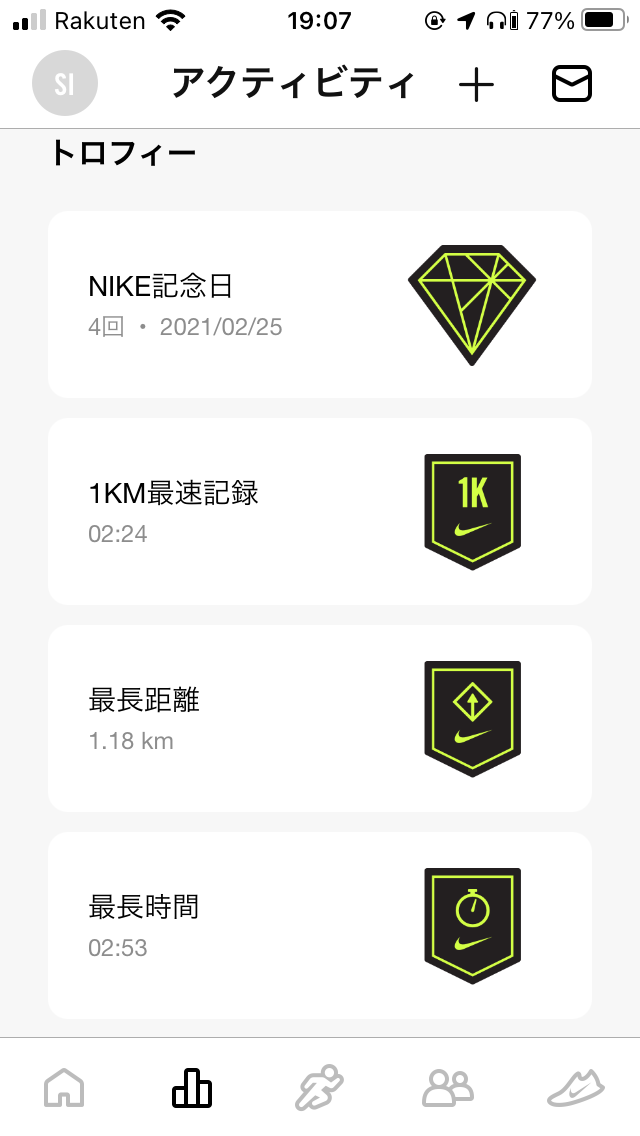 Rakuten 19:07 77%
SI アクティビティ
トロフィー
NIKE記念日
4回 ・ 2021/02/25
1KM最速記録
02:24
1K
最長距離
1.18 km
最長時間
02:53